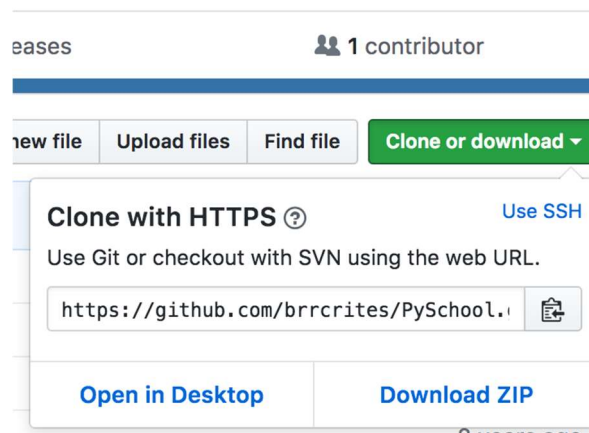 eases 1 contributor
new file Upload files Find file Clone or download
Clone with HTTPS ? Use SSH
Use Git or checkout with SVN using the web URL.
https://github.com/brrcrites/PySchool.
Open in Desktop Download ZIP